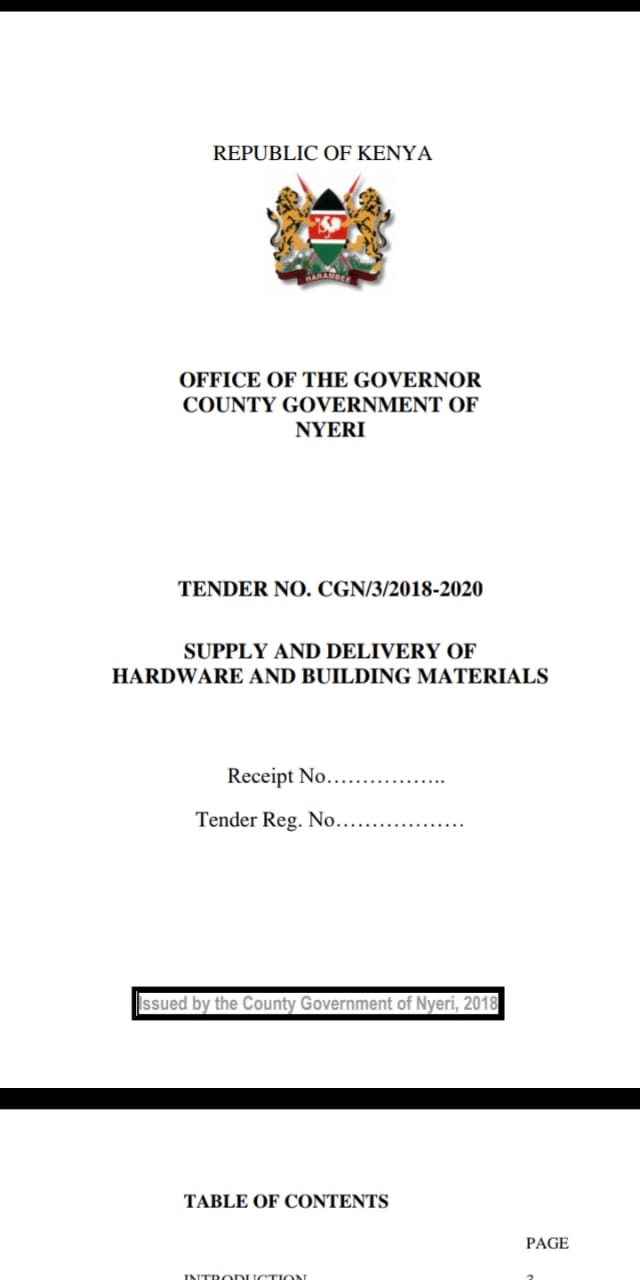 REPUBLIC OF KENYA
HARAMBEE
OFFICE OF THE GOVERNOR
COUNTY GOVERNMENT OF
NYERI
TENDER NO. CGN/3/2018-2020
SUPPLY AND DELIVERY OF
HARDWARE AND BUILDING MATERIALS
Receipt No……………..
Tender Reg. No………………
Issued by the County Government of Nyeri, 2018
TABLE OF CONTENTS
PAGE
INTRODUCTION